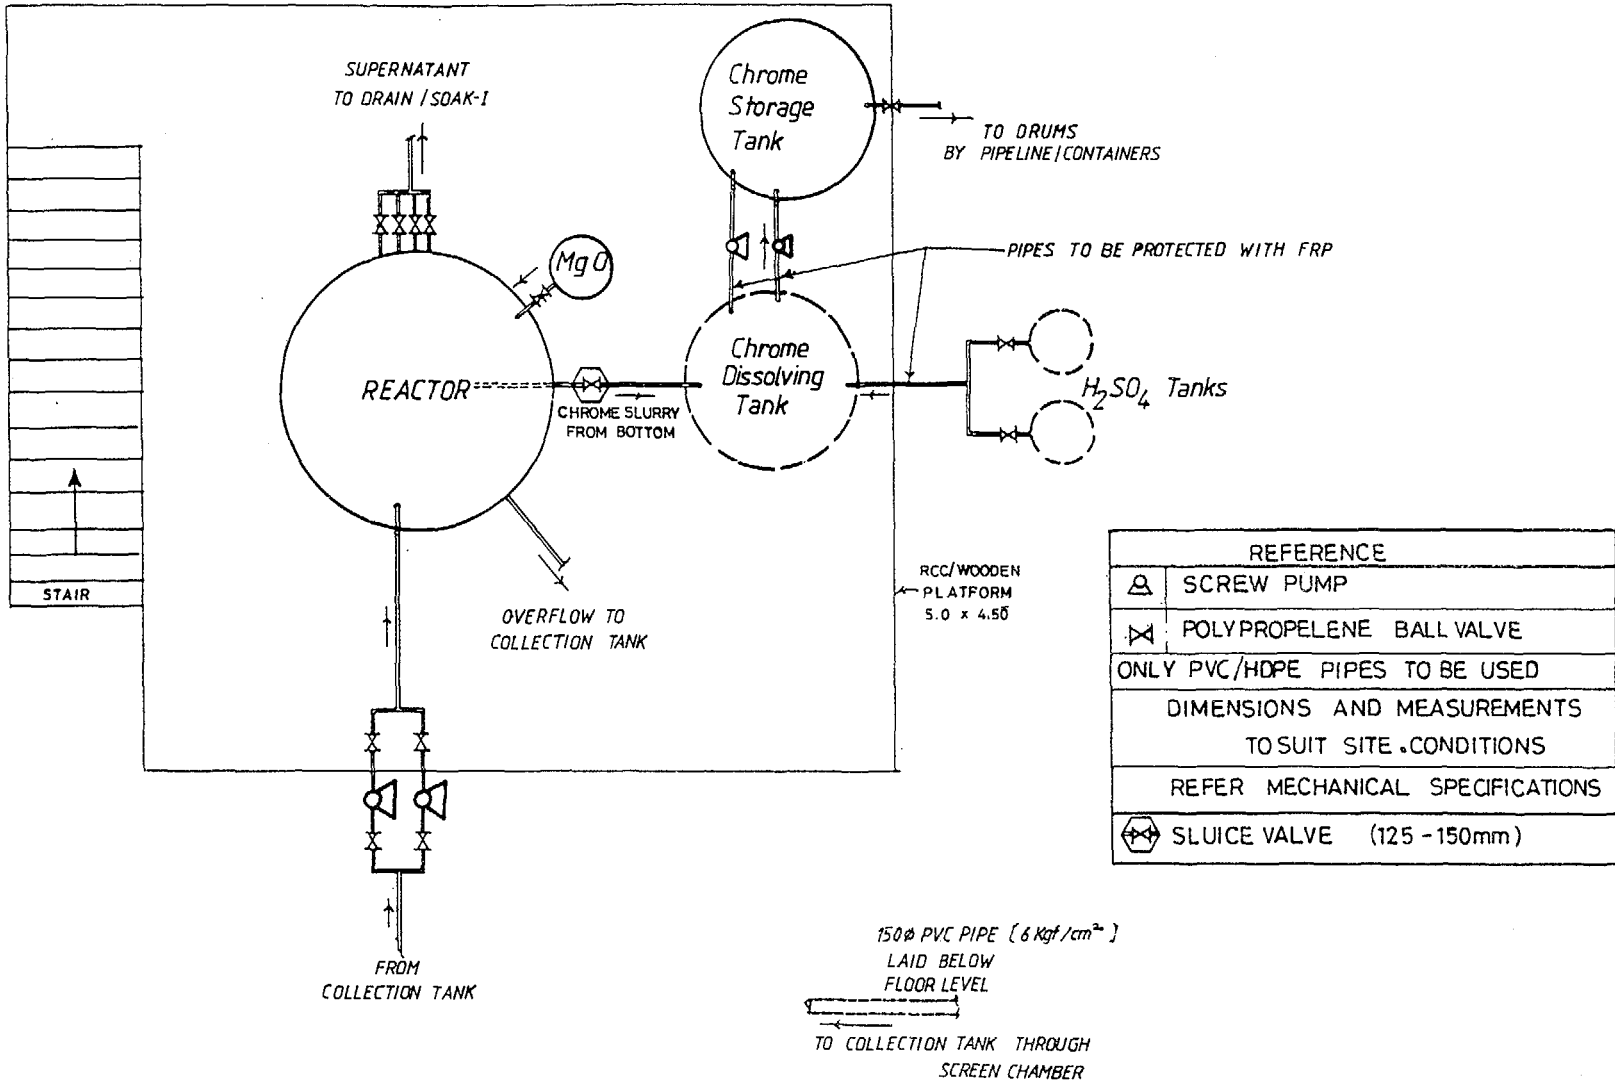 SUPERNATANT
TO DRAIN / SOAK-I
Chrome
Storage
Tank
TO DRUMS
BY PIPELINE/CONTAINERS
MgO
PIPES TO BE PROTECTED WITH FRP
REACTOR
CHROME SLURRY
FROM BOTTOM
Chrome
Dissolving
Tank
H₂SO₄ Tanks
STAIR
OVERFLOW TO
COLLECTION TANK
RCC/WOODEN
PLATFORM
5.0 x 4.50
REFERENCE
SCREW PUMP
POLYPROPELENE BALL VALVE
ONLY PVC/HDPE PIPES TO BE USED
DIMENSIONS AND MEASUREMENTS
TO SUIT SITE.CONDITIONS
REFER MECHANICAL SPECIFICATIONS
SLUICE VALVE (125-150mm)
FROM
COLLECTION TANK
150ø PVC PIPE [6 Kgf/cm²]
LAID BELOW
FLOOR LEVEL
TO COLLECTION TANK THROUGH
SCREEN CHAMBER